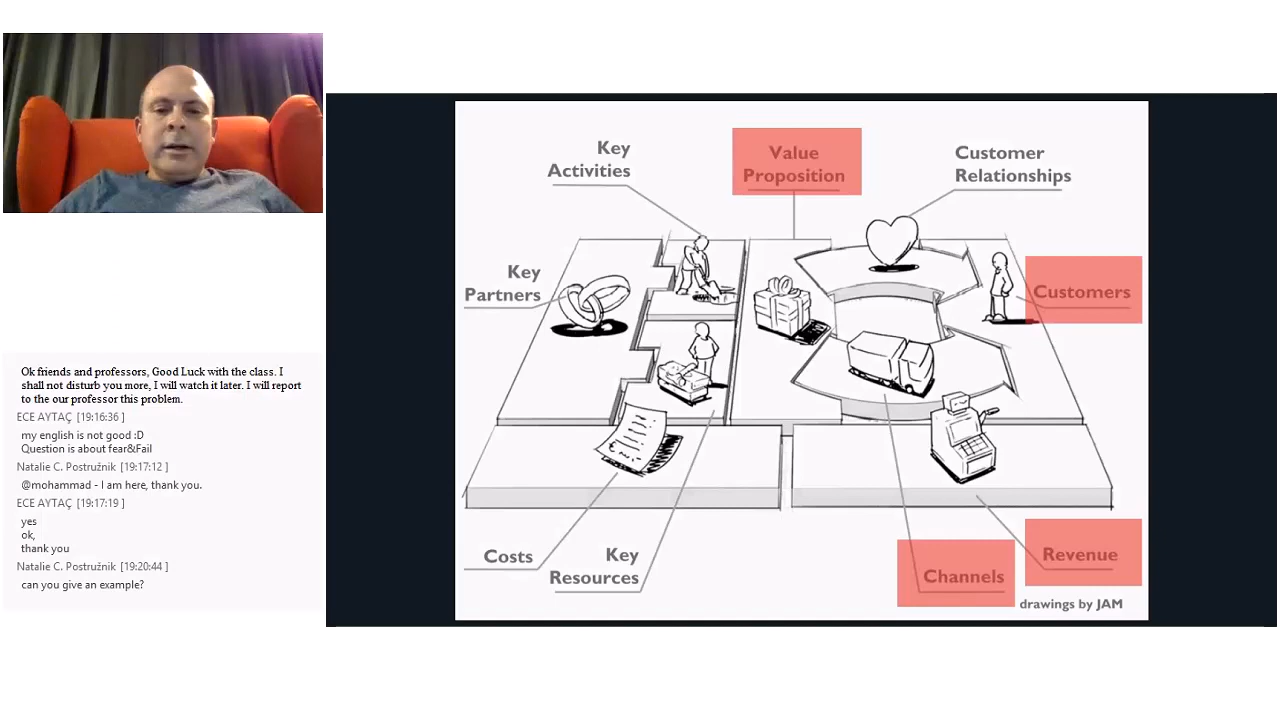 Ok friends and professors, Good Luck with the class. I
shall not disturb you more, I will watch it later. I will report
to the our professor this problem.
ECE AYTAÇ [19:16:36 ]
my english is not good :D
Question is about fear&Fail
Natalie C. Postružnik [19:17:12 ]
@mohammad - I am here, thank you.
ECE AYTAÇ [19:17:19 ]
yes
ok,
thank you
Natalie C. Postružnik [19:20:44 ]
can you give an example?
Key
Activities
Value
Proposition
Customer
Relationships
Key
Partners
Customers
Costs
Key
Resources
Channels
Revenue
drawings by JAM